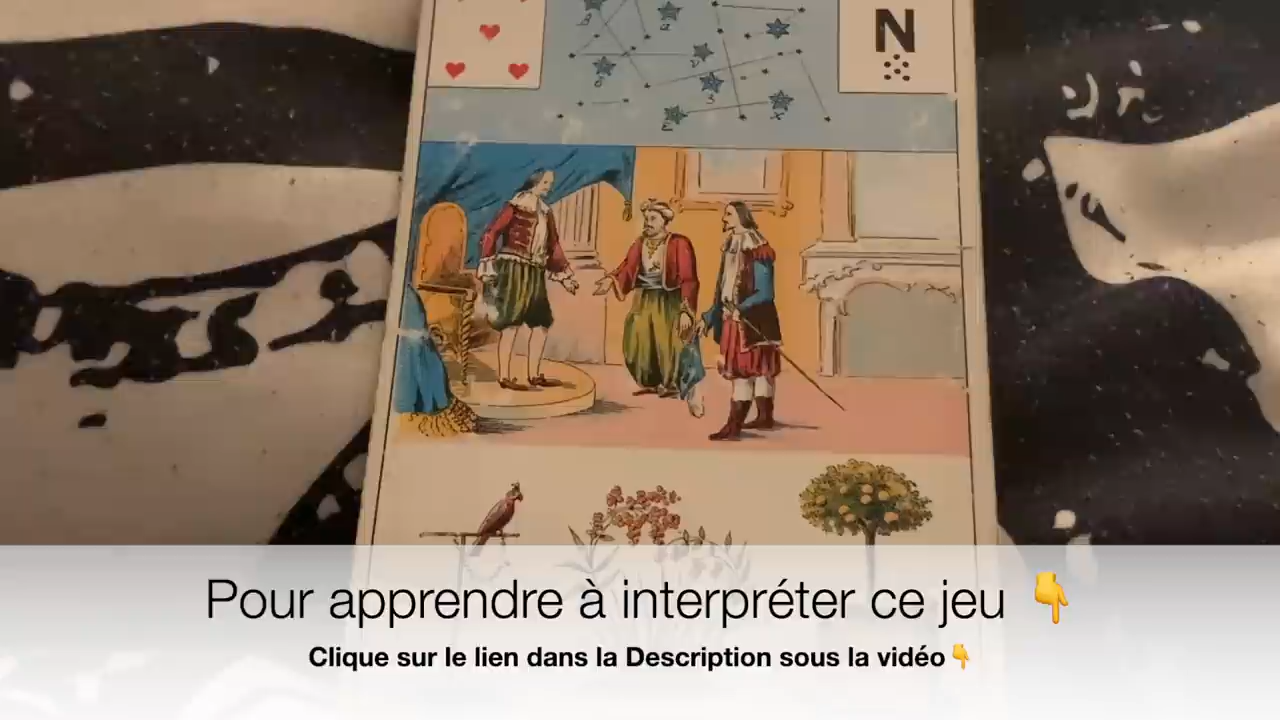 N
Pour apprendre à interpréter ce jeu 👇
Clique sur le lien dans la Description sous la vidéo👇